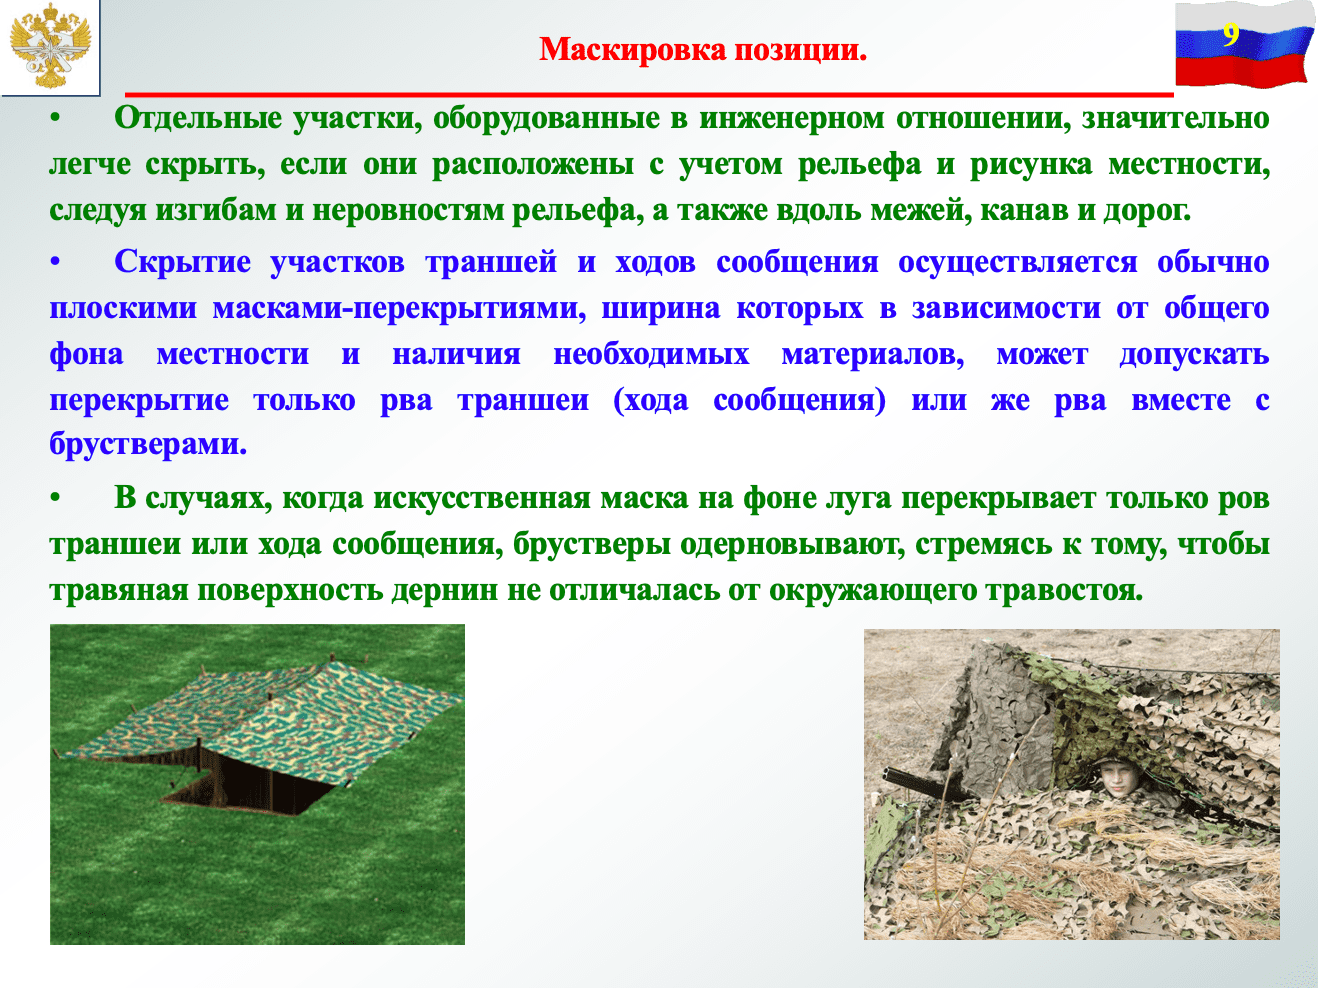 Маскировка позиции.
9
• Отдельные участки, оборудованные в инженерном отношении, значительно
легче скрыть, если они расположены с учетом рельефа и рисунка местности,
следуя изгибам и неровностям рельефа, а также вдоль межей, канав и дорог.
• Скрытие участков траншей и ходов сообщения осуществляется обычно
плоскими масками-перекрытиями, ширина которых в зависимости от общего
фона местности и наличия необходимых материалов, может допускать
перекрытие только рва траншеи (хода сообщения) или же рва вместе с
брустверами.
• В случаях, когда искусственная маска на фоне луга перекрывает только ров
траншеи или хода сообщения, брустверы одерновывают, стремясь к тому, чтобы
травяная поверхность дернин не отличалась от окружающего травостоя.